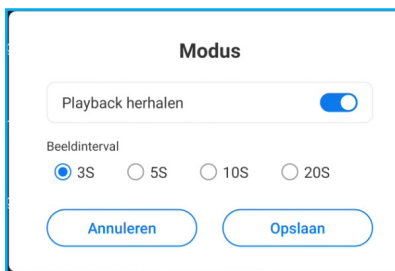 Modus
Playback herhalen
Beeldinterval
3S 5S 10S 20S
Annuleren Opslaan